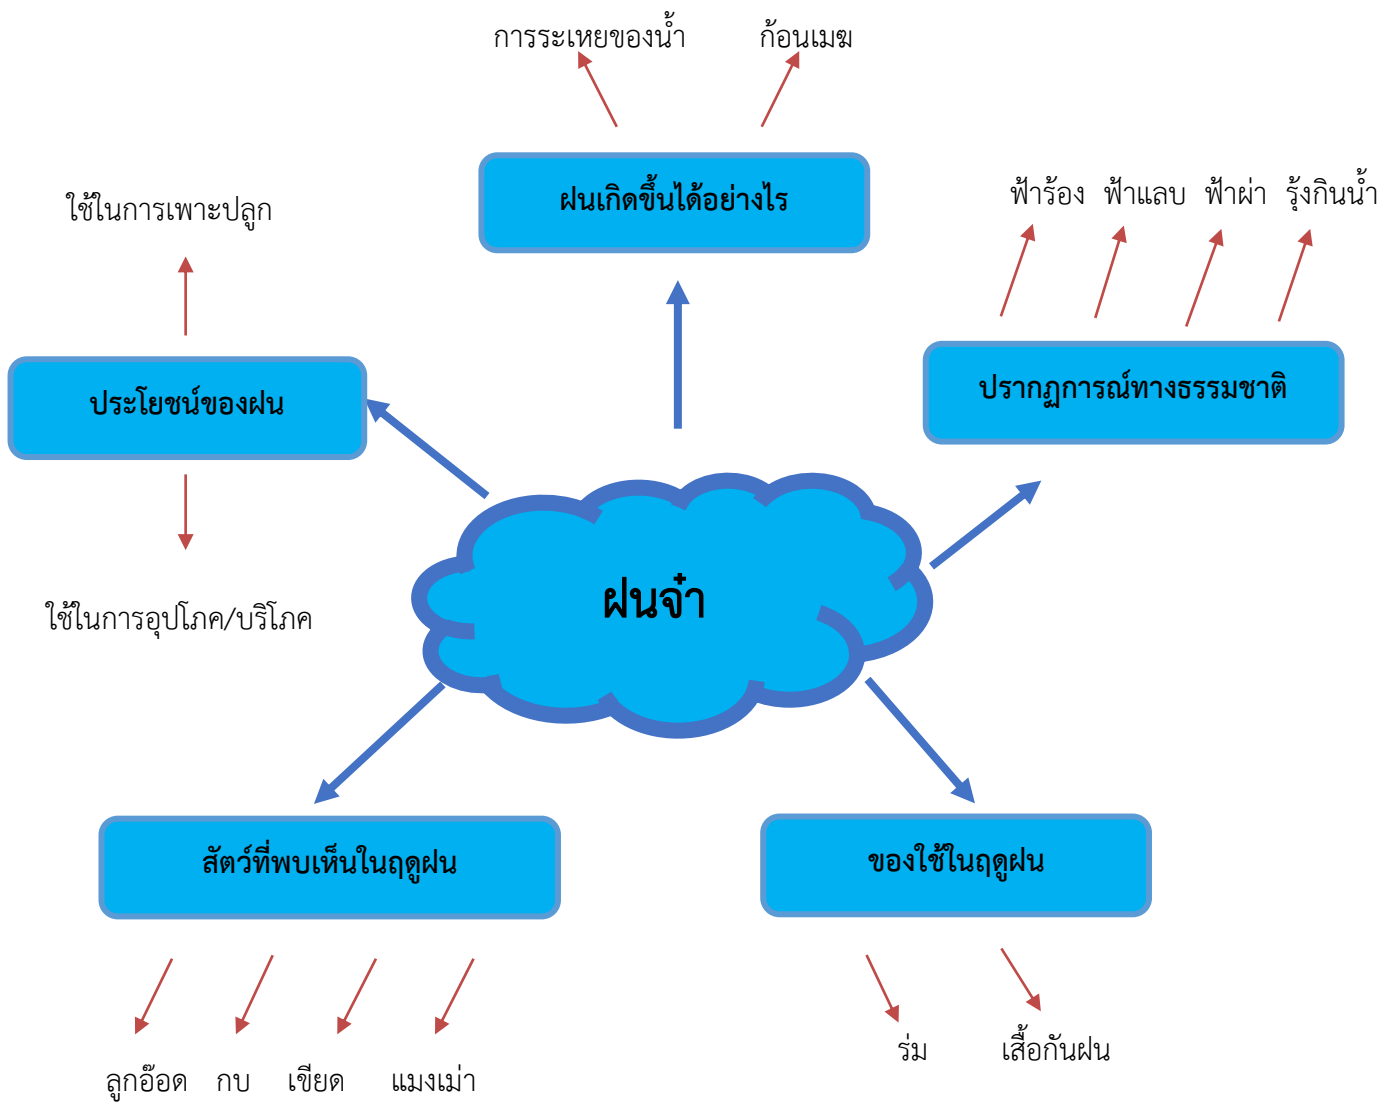 การระเหยของน้ำ ก้อนเมฆ
ฝนเกิดขึ้นได้อย่างไร
ฟ้าร้อง ฟ้าแลบ ฟ้าผ่า รุ้งกินน้ำ
ปรากฏการณ์ทางธรรมชาติ
ใช้ในการเพาะปลูก
ประโยชน์ของฝน
ใช้ในการอุปโภค/บริโภค
ฝนจ๋า
สัตว์ที่พบเห็นในฤดูฝน
ลูกอ๊อด กบ เขียด แมงเม่า
ของใช้ในฤดูฝน
ร่ม เสื้อกันฝน